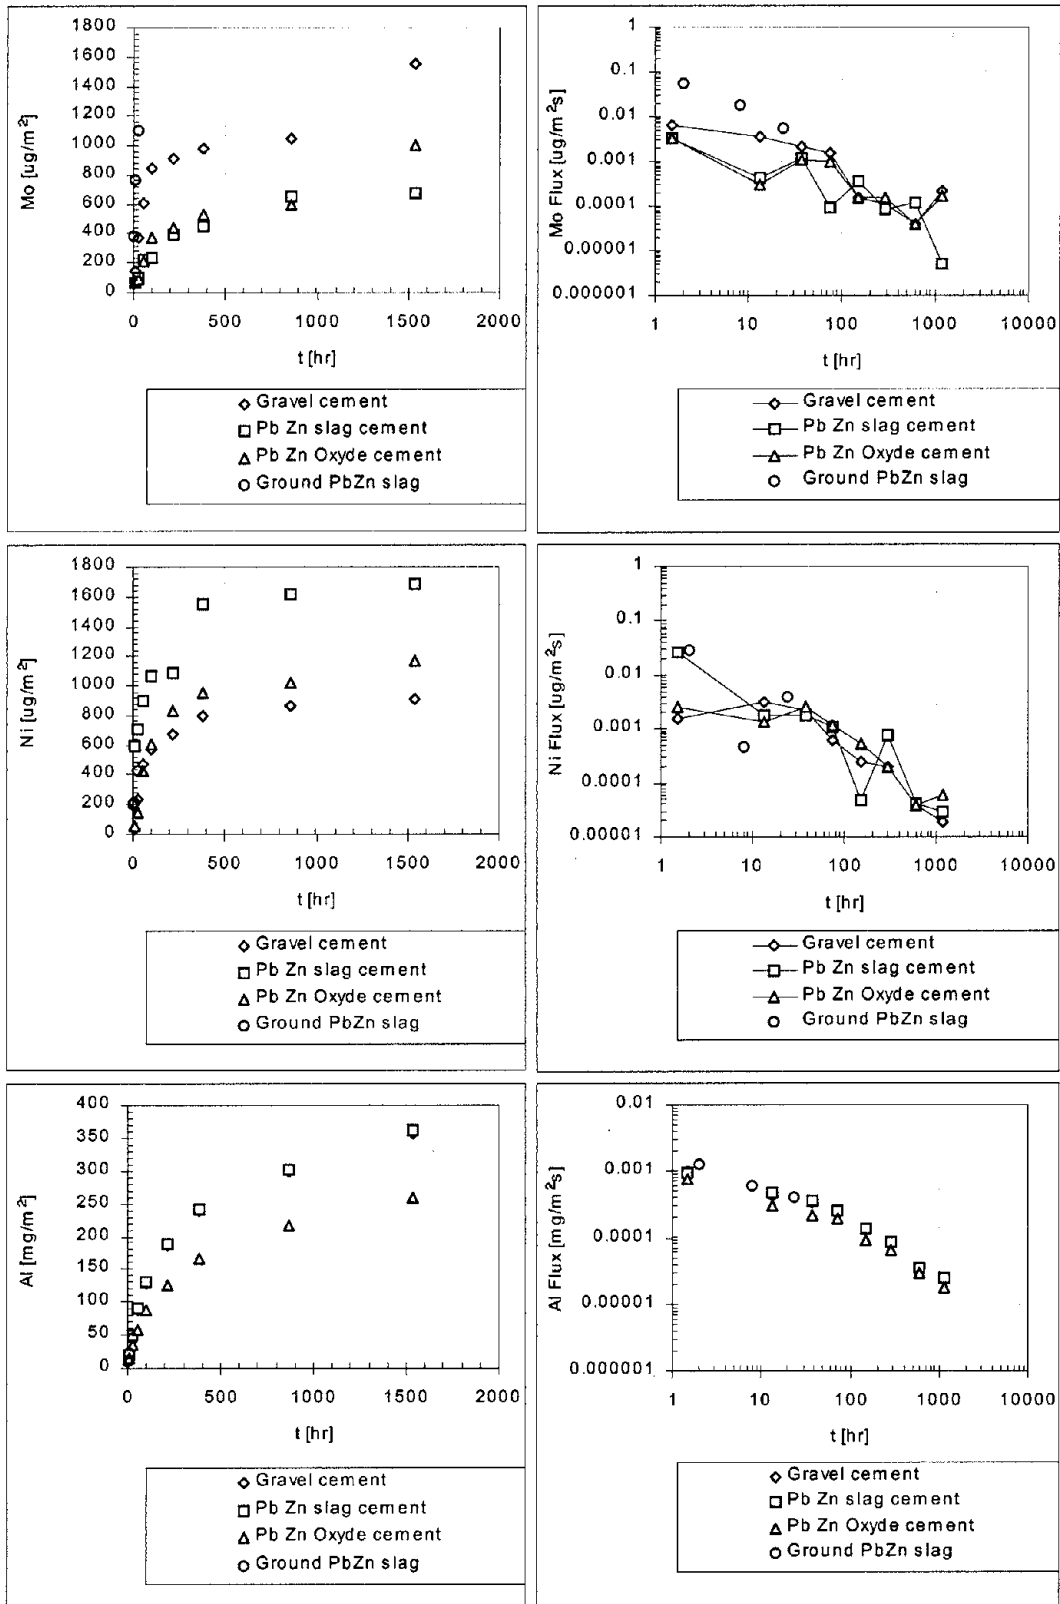 1800
1600
1400
1200
1000
800
600
400
200
0
Mo [ug/m²]
0 500 1000 1500 2000
t [hr]
Gravel cement
Pb Zn slag cement
Pb Zn Oxyde cement
Ground PbZn slag
1
0.1
0.01
0.001
0.0001
0.00001
0.000001
Mo Flux [ug/m²s]
1 10 100 1000 10000
t [hr]
Gravel cement
Pb Zn slag cement
Pb Zn Oxyde cement
Ground PbZn slag
1800
1600
1400
1200
1000
800
600
400
200
0
Ni [ug/m²]
0 500 1000 1500 2000
t [hr]
Gravel cement
Pb Zn slag cement
Pb Zn Oxyde cement
Ground PbZn slag
1
0.1
0.01
0.001
0.0001
0.00001
Ni Flux [ug/m²s]
1 10 100 1000 10000
t [hr]
Gravel cement
Pb Zn slag cement
Pb Zn Oxyde cement
Ground PbZn slag
400
350
300
250
200
150
100
50
0
Al [mg/m²]
0 500 1000 1500 2000
t [hr]
Gravel cement
Pb Zn slag cement
Pb Zn Oxyde cement
Ground PbZn slag
0.01
0.001
0.0001
0.00001
0.000001
Al Flux [mg/m²s]
1 10 100 1000 10000
t [hr]
Gravel cement
Pb Zn slag cement
Pb Zn Oxyde cement
Ground PbZn slag